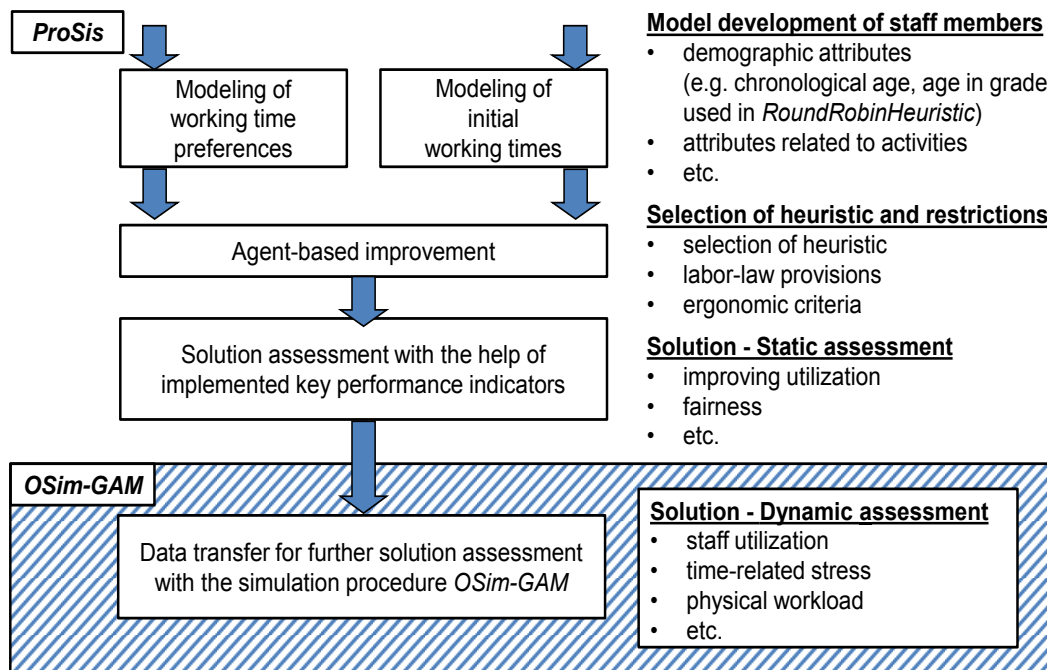 ProSis
Modeling of
working time
preferences
Modeling of
initial
working times
Agent-based improvement
Solution assessment with the help of
implemented key performance indicators
OSim-GAM
Data transfer for further solution assessment
with the simulation procedure OSim-GAM
Model development of staff members
• demographic attributes
(e.g. chronological age, age in grade
used in RoundRobinHeuristic)
• attributes related to activities
• etc.
Selection of heuristic and restrictions
• selection of heuristic
• labor-law provisions
• ergonomic criteria
Solution - Static assessment
• improving utilization
• fairness
• etc.
Solution - Dynamic assessment
• staff utilization
• time-related stress
• physical workload
• etc.